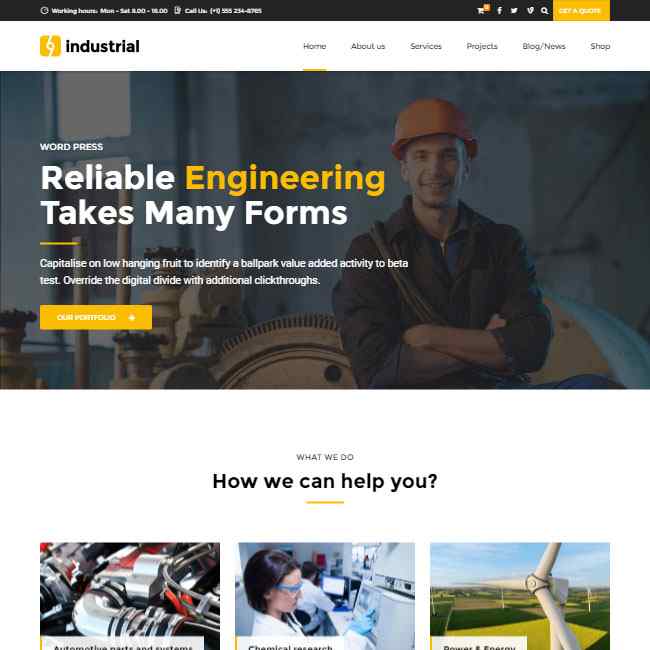 Working hours: Mon - Sat 8.00 - 18.00
Call Us: (+1) 555 234-8765
GET A QUOTE
industrial
Home
About us
Services
Projects
Blog/News
Shop
WORD PRESS
Reliable Engineering
Takes Many Forms
Capitalise on low hanging fruit to identify a ballpark value added activity to beta
test. Override the digital divide with additional clickthroughs.
OUR PORTFOLIO
WHAT WE DO
How we can help you?
Automotive parts and systems
Chemical research
Power & Energy